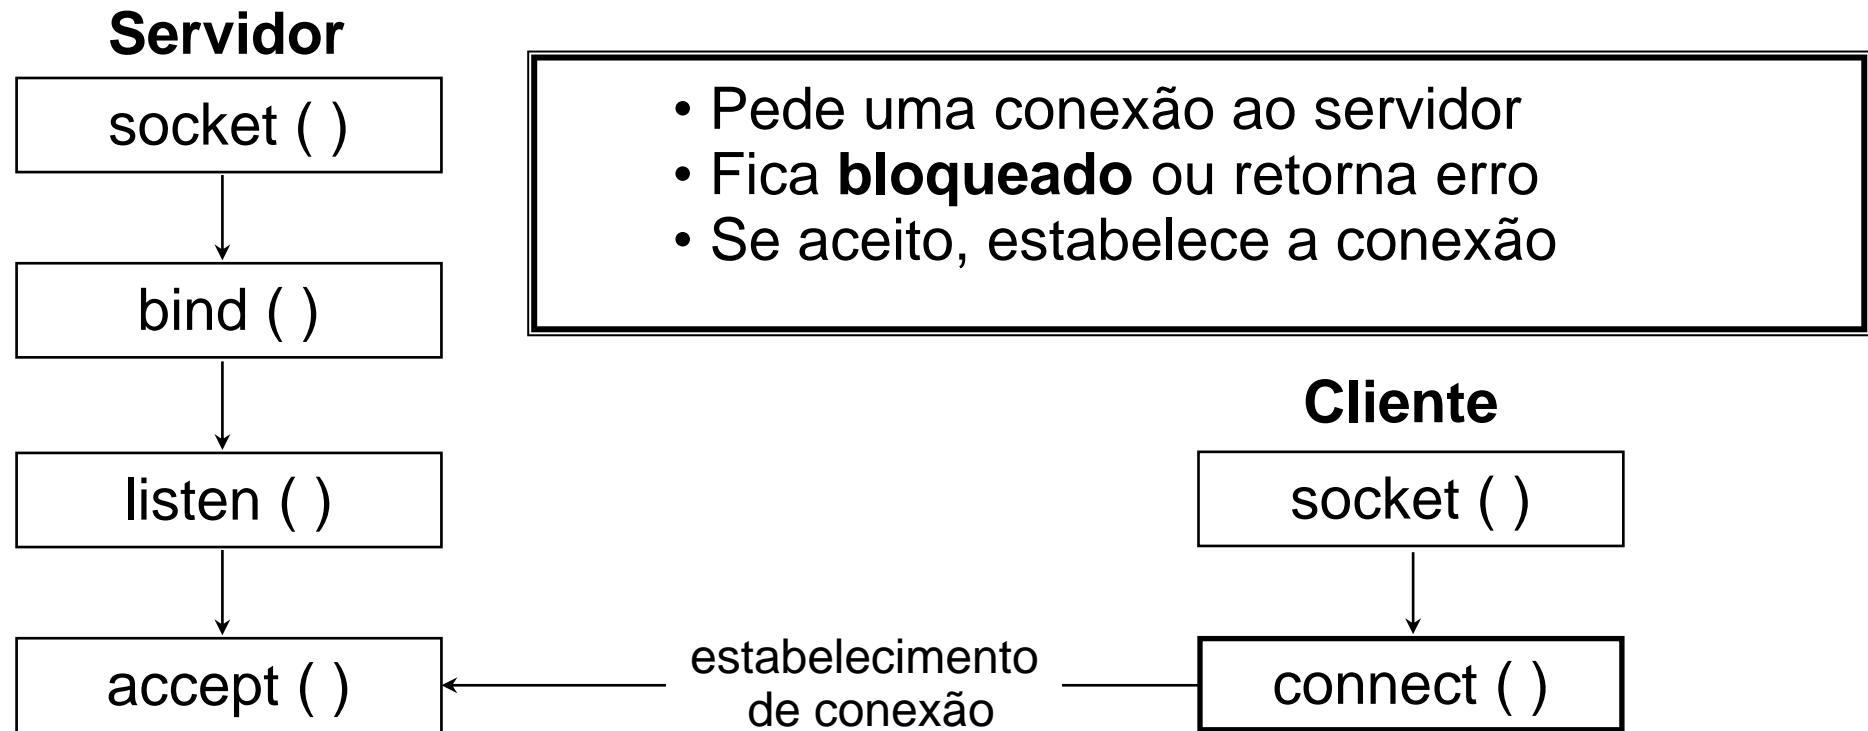 Servidor
socket ( )
bind ( )
listen ( )
accept ( )
• Pede uma conexão ao servidor
• Fica bloqueado ou retorna erro
• Se aceito, estabelece a conexão
Cliente
socket ( )
connect ( )
estabelecimento
de conexão